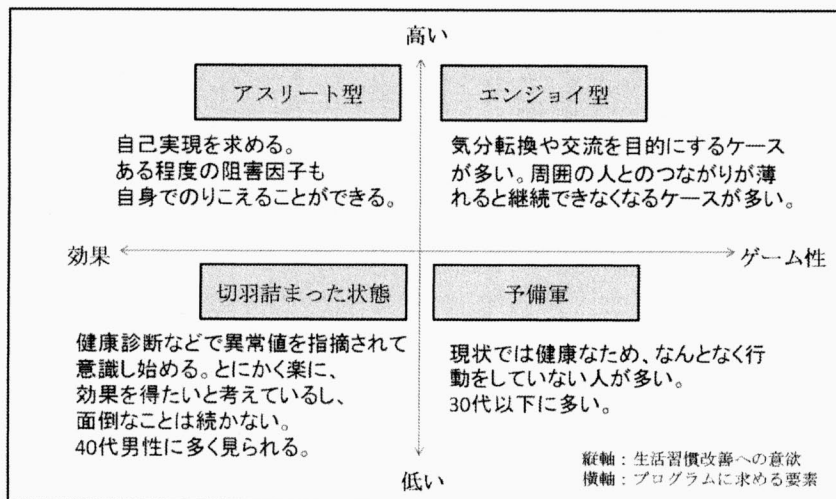 高い
アスリート型
エンジョイ型
自己実現を求める。
ある程度の阻害因子も
自身でのりこえることができる。
気分転換や交流を目的にするケース
が多い。周囲の人とのつながりが薄
れると継続できなくなるケースが多い。
効果
ゲーム性
切羽詰まった状態
予備軍
健康診断などで異常値を指摘されて
意識し始める。とにかく楽に、
効果を得たいと考えているし、
面倒なことは続かない。
40代男性に多く見られる。
現状では健康なため、なんとなく行
動をしていない人が多い。
30代以下に多い。
低い
縦軸：生活習慣改善への意欲
横軸：プログラムに求める要素